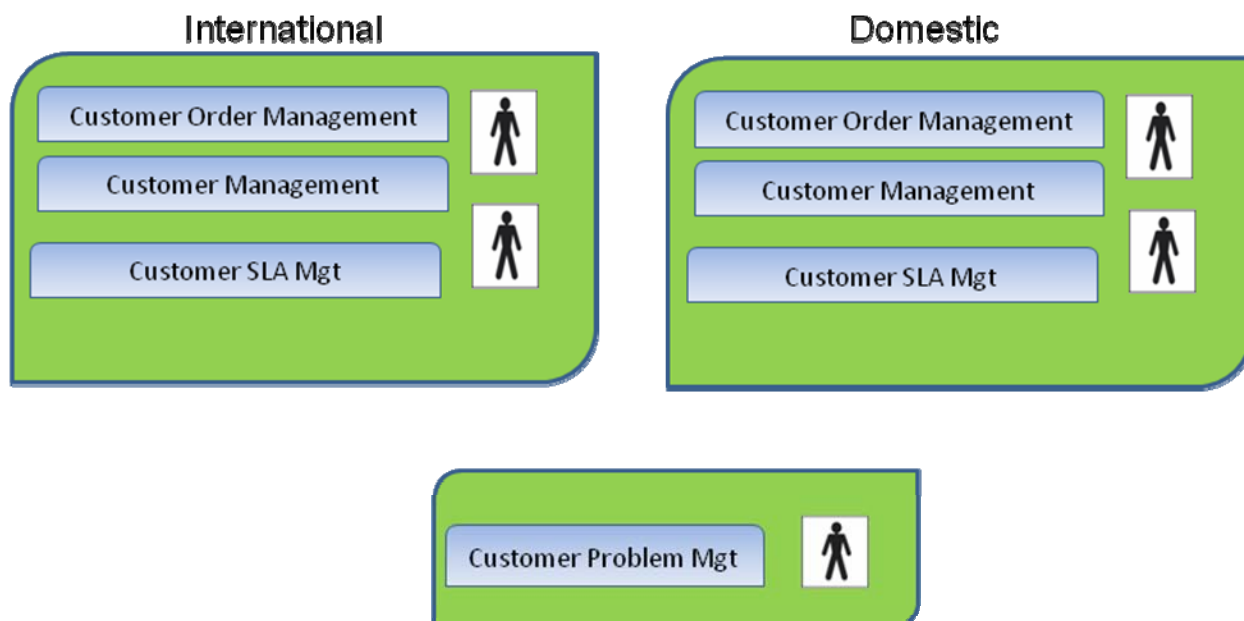 International
Customer Order Management
Customer Management
Customer SLA Mgt
Domestic
Customer Order Management
Customer Management
Customer SLA Mgt
Customer Problem Mgt